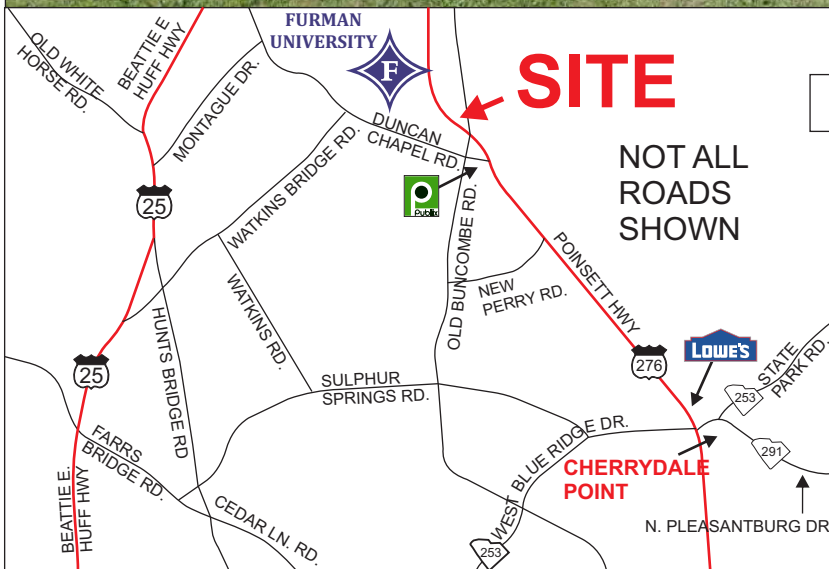 FURMAN
UNIVERSITY
F
SITE
NOT ALL
ROADS
SHOWN
OLD WHITE
HORSE RD.
BEATTIE E
HUFF HWY
MONTAGUE DR.
25
WATKINS BRIDGE RD.
DUNCAN
CHAPEL RD.
P
Publix
OLD BUNCOMBE RD.
NEW
PERRY RD.
POINSETT HWY
276
LOWE'S
253
STATE
PARK RD.
291
N. PLEASANTBURG DR
CHERRYDALE
POINT
WEST BLUE RIDGE DR.
253
SULPHUR
SPRINGS RD.
WATKINS RD.
HUNTS BRIDGE RD
25
FARRS
BRIDGE RD.
BEATTIE E.
HUFF HWY
CEDAR LN. RD.